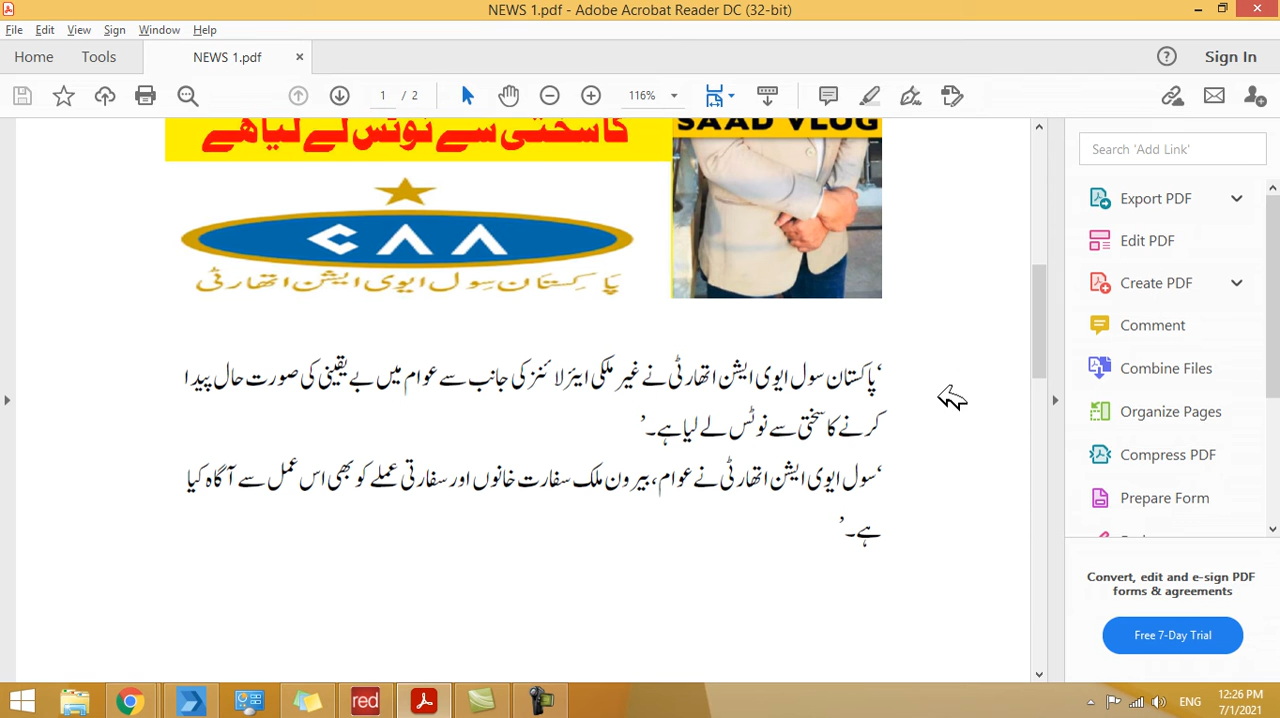 NEWS 1.pdf - Adobe Acrobat Reader DC (32-bit)
File Edit View Sign Window Help
Home Tools NEWS 1.pdf × ? Sign In
1 / 2 116%
کا سختی سے نوٹس لے لیا ھے
SAAD VLOG
CAA
پاکستان سول ایوی ایشن اتھارٹی
‘پاکستان سول ایوی ایشن اتھارٹی نے غیر ملکی ایئرلائنز کی جانب سے عوام میں بے یقینی کی صورت حال پیدا
کرنے کا سختی سے نوٹس لے لیا ہے۔’
‘سول ایوی ایشن اتھارٹی نے عوام، بیرون ملک سفارت خانوں اور سفارتی عملے کو بھی اس عمل سے آگاہ کیا
ہے۔’
Search 'Add Link'
Export PDF
Edit PDF
Create PDF
Comment
Combine Files
Organize Pages
Compress PDF
Prepare Form
Convert, edit and e-sign PDF
forms & agreements
Free 7-Day Trial
red
ENG
12:26 PM
7/1/2021